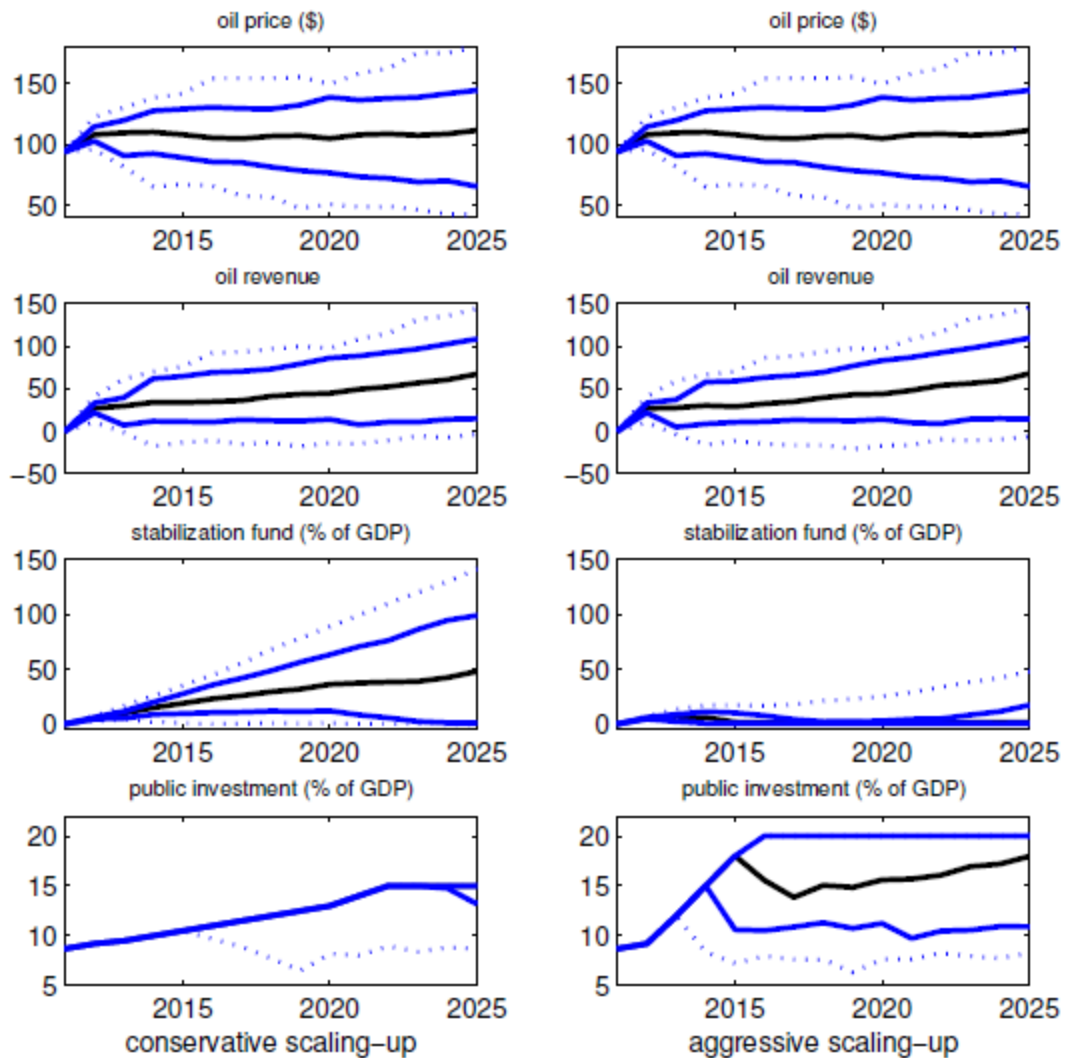 oil price ($) oil price ($)
150 150
100 100
50 50
2015 2020 2025 2015 2020 2025
oil revenue oil revenue
150 150
100 100
50 50
0 0
−50 −50
2015 2020 2025 2015 2020 2025
stabilization fund (% of GDP) stabilization fund (% of GDP)
150 150
100 100
50 50
0 0
2015 2020 2025 2015 2020 2025
public investment (% of GDP) public investment (% of GDP)
20 20
15 15
10 10
5 5
2015 2020 2025 2015 2020 2025
conservative scaling−up aggressive scaling−up